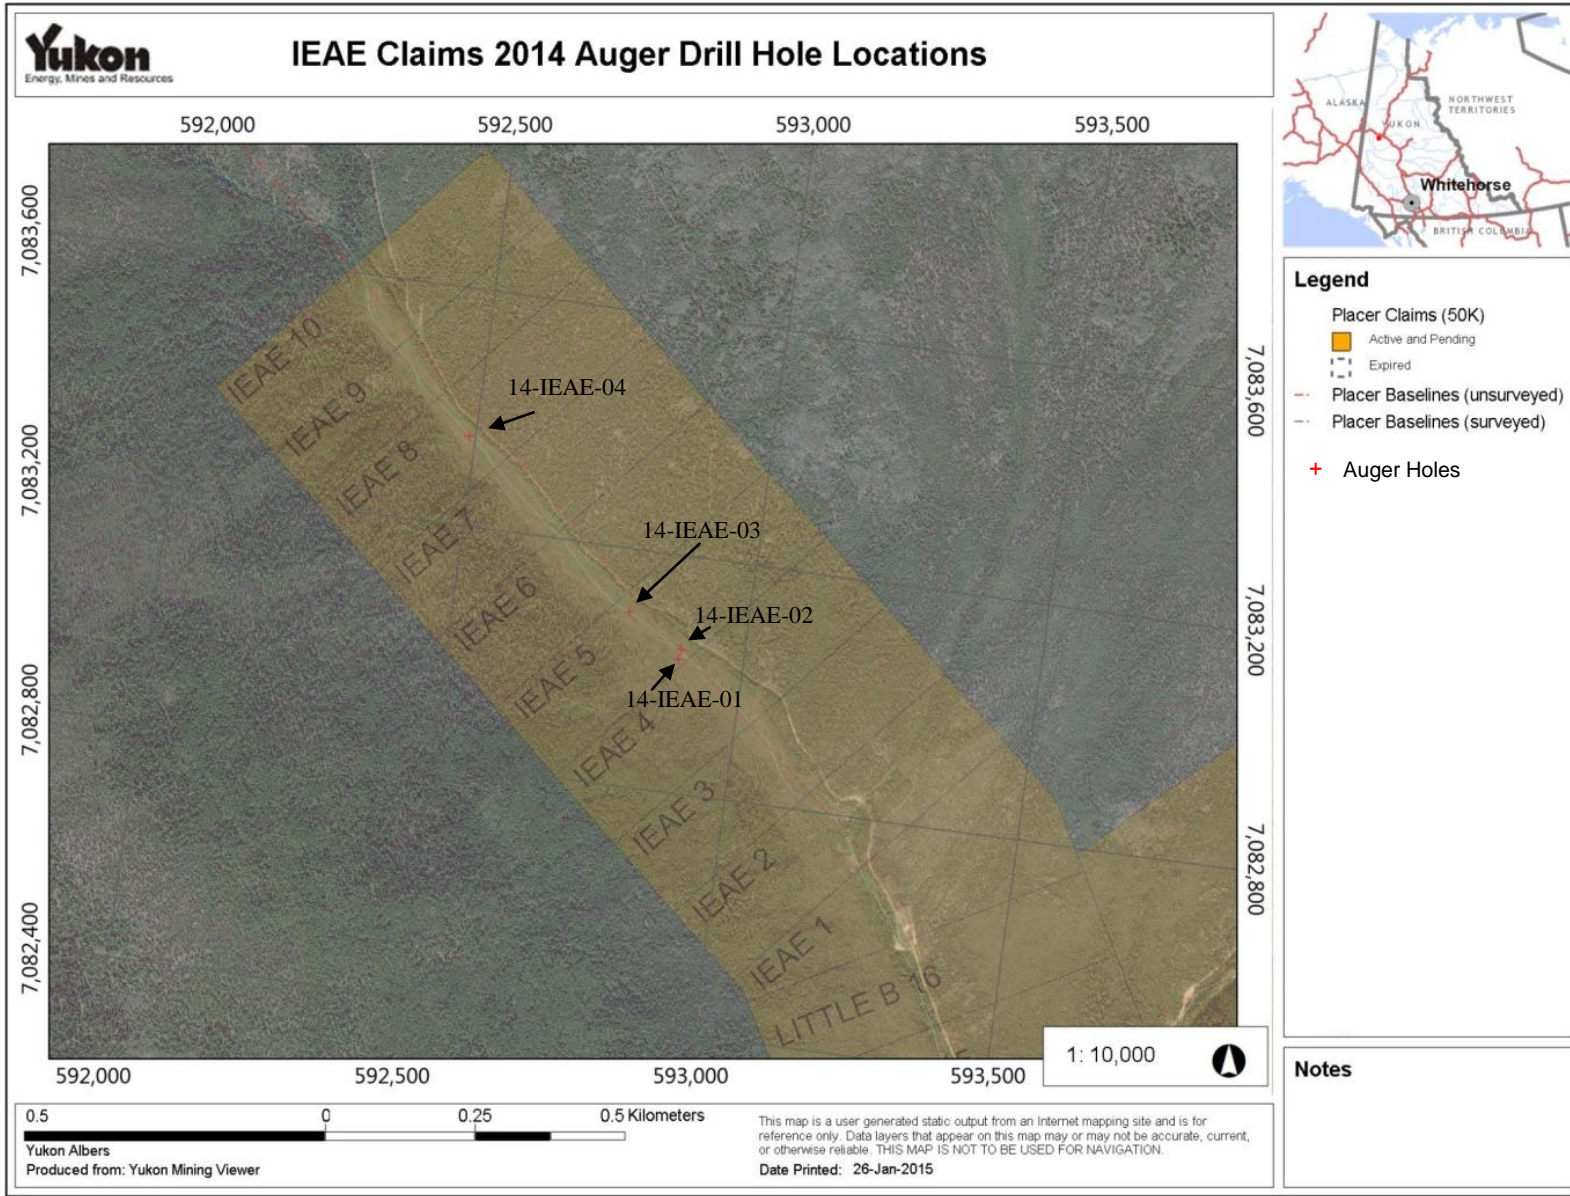 Yukon
Energy, Mines and Resources
IEAE Claims 2014 Auger Drill Hole Locations
592,000
592,500
593,000
593,500
7,083,600
7,083,200
7,082,800
7,082,400
7,083,600
7,083,200
7,082,800
IEAE 10
IEAE 9
IEAE 8
IEAE 7
IEAE 6
IEAE 5
IEAE 4
IEAE 3
IEAE 2
IEAE 1
LITTLE B 16
14-IEAE-04
14-IEAE-03
14-IEAE-02
14-IEAE-01
592,000
592,500
593,000
593,500
1: 10,000
0.5
0
0.25
0.5 Kilometers
Yukon Albers
Produced from: Yukon Mining Viewer
This map is a user generated static output from an Internet mapping site and is for
reference only. Data layers that appear on this map may or may not be accurate, current,
or otherwise reliable. THIS MAP IS NOT TO BE USED FOR NAVIGATION.
Date Printed: 26-Jan-2015
ALASKA
YUKON
NORTHWEST
TERRITORIES
Whitehorse
BRITISH COLUMBIA
Legend
Placer Claims (50K)
Active and Pending
Expired
Placer Baselines (unsurveyed)
Placer Baselines (surveyed)
Auger Holes
Notes